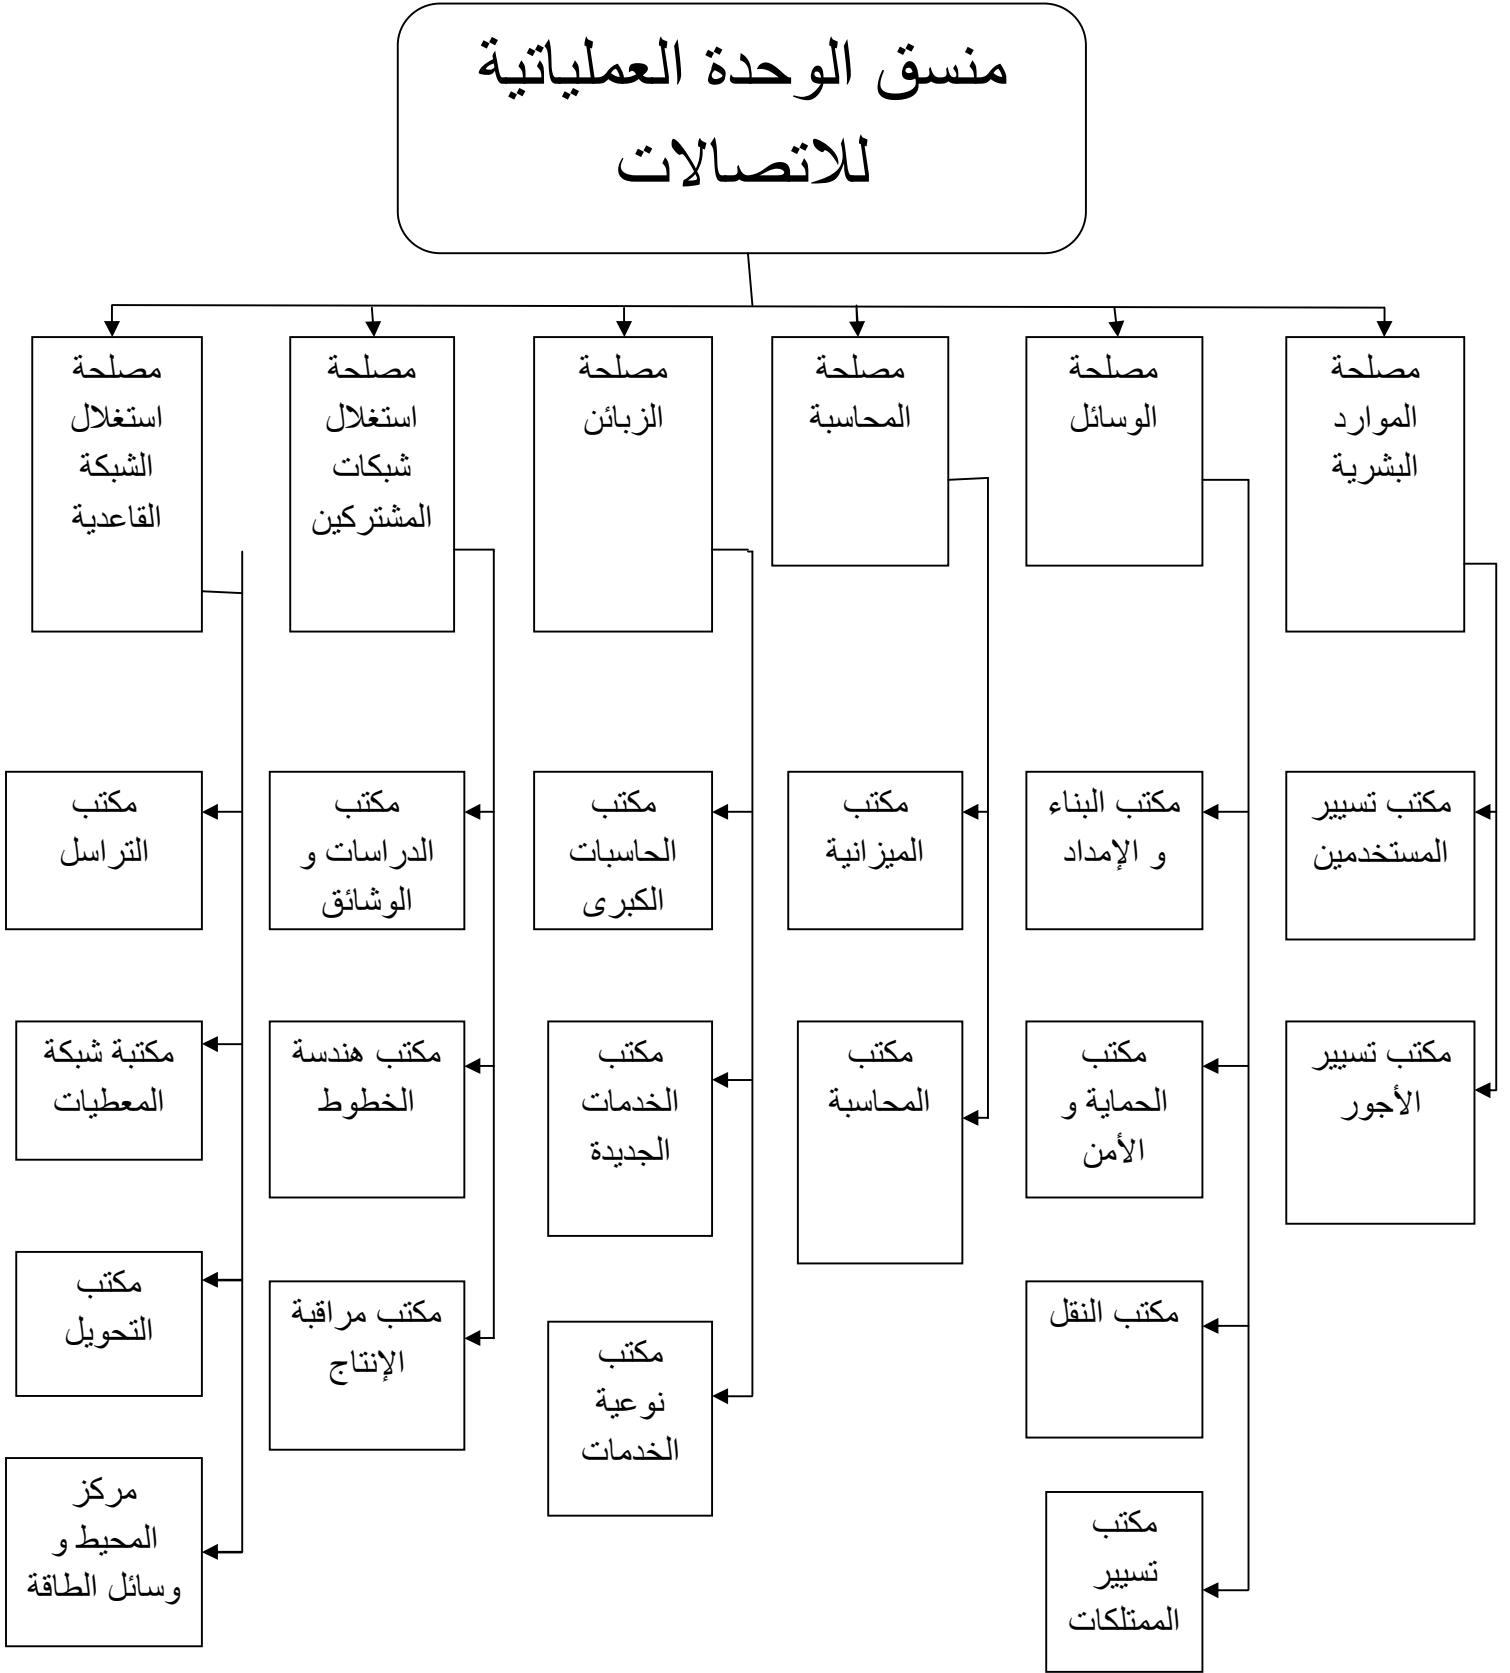 منسق الوحدة العملياتية
للاتصالات
مصلحة
الموارد
البشرية
مصلحة
الوسائل
مصلحة
المحاسبة
مصلحة
الزبائن
مصلحة
استغلال
شبكات
المشتركين
مصلحة
استغلال
الشبكة
القاعدية
مكتب تسيير
المستخدمين
مكتب البناء
و الإمداد
مكتب
الميزانية
مكتب
الحاسبات
الكبرى
مكتب
الدراسات و
الوشائق
مكتب
التراسل
مكتب تسيير
الأجور
مكتب
الحماية و
الأمن
مكتب
المحاسبة
مكتب
الخدمات
الجديدة
مكتب هندسة
الخطوط
مكتبة شبكة
المعطيات
مكتب النقل
مكتب
نوعية
الخدمات
مكتب مراقبة
الإنتاج
مكتب
التحويل
مكتب
تسيير
الممتلكات
مركز
المحيط و
وسائل الطاقة